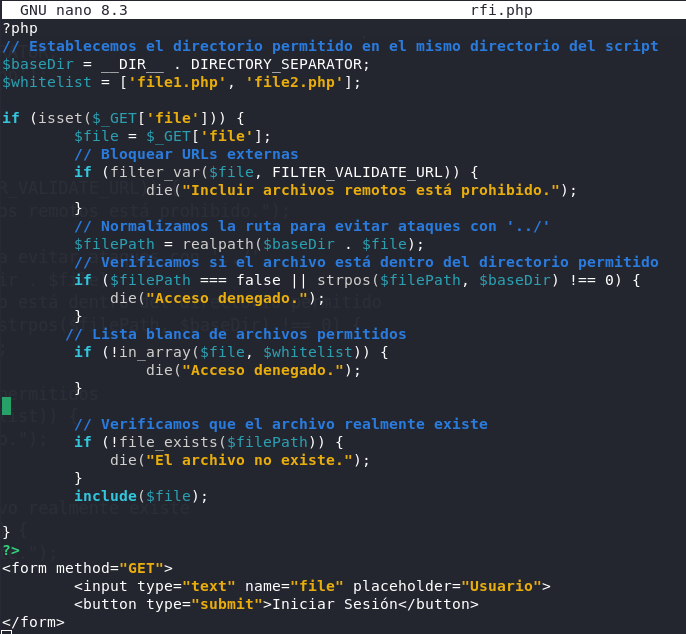 GNU nano 8.3 rfi.php
?php
// Establecemos el directorio permitido en el mismo directorio del script
$baseDir = __DIR__ . DIRECTORY_SEPARATOR;
$whitelist = ['file1.php', 'file2.php'];
if (isset($_GET['file'])) {
$file = $_GET['file'];
// Bloquear URLs externas
if (filter_var($file, FILTER_VALIDATE_URL)) {
die("Incluir archivos remotos está prohibido.");
}
// Normalizamos la ruta para evitar ataques con '../'
$filePath = realpath($baseDir . $file);
// Verificamos si el archivo está dentro del directorio permitido
if ($filePath === false || strpos($filePath, $baseDir) !== 0) {
die("Acceso denegado.");
}
// Lista blanca de archivos permitidos
if (!in_array($file, $whitelist)) {
die("Acceso denegado.");
}
// Verificamos que el archivo realmente existe
if (!file_exists($filePath)) {
die("El archivo no existe.");
}
include($file);
}
?>
<form method="GET">
<input type="text" name="file" placeholder="Usuario">
<button type="submit">Iniciar Sesión</button>
</form>